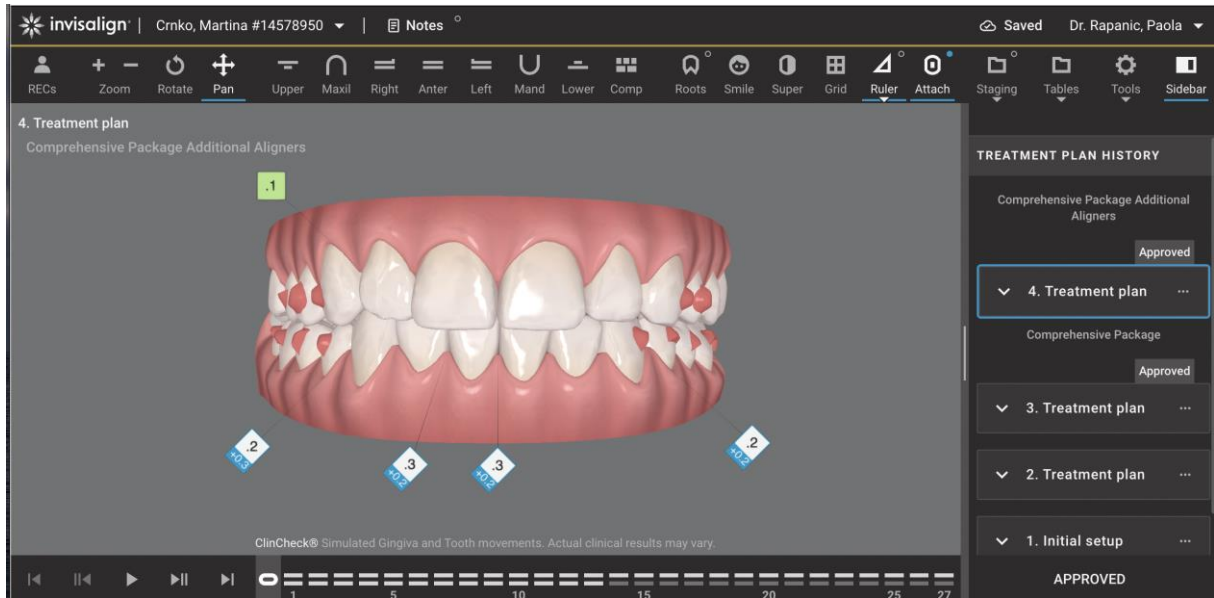 invisalign | Crnko, Martina #14578950 | Notes Saved Dr. Rapanic, Paola
RECs Zoom Rotate Pan Upper Maxil Right Anter Left Mand Lower Comp Roots Smile Super Grid Ruler Attach Staging Tables Tools Sidebar
4. Treatment plan
Comprehensive Package Additional Aligners
.1
.2
+0.3
.3
+0.2
.3
+0.2
.2
+0.2
ClinCheck® Simulated Gingiva and Tooth movements. Actual clinical results may vary.
1 5 10 15 20 25 27
TREATMENT PLAN HISTORY
Comprehensive Package Additional
Aligners
Approved
4. Treatment plan ...
Comprehensive Package
Approved
3. Treatment plan ...
2. Treatment plan ...
1. Initial setup ...
APPROVED